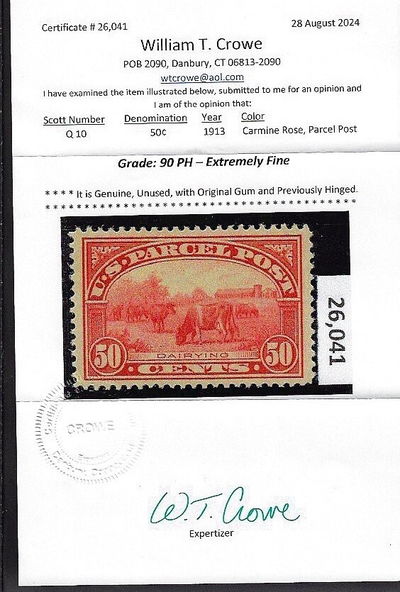 Certificate # 26,041
28 August 2024
William T. Crowe
POB 2090, Danbury, CT 06813-2090
wtcrowe@aol.com
I have examined the item illustrated below, submitted to me for an opinion and
I am of the opinion that:
Scott Number Denomination Year Color
Q 10 50¢ 1913 Carmine Rose, Parcel Post
Grade: 90 PH – Extremely Fine
* * * * It is Genuine, Unused, with Original Gum and Previously Hinged.
* * * * * * * * * * * * * * * * * * * * * * * * * * * * * * * * * * * * * * * * * * * * * * * *
U.S. PARCEL POST
50 DAIRYING 50
CENTS
26,041
CROWE
W.T. Crowe
Expertizer